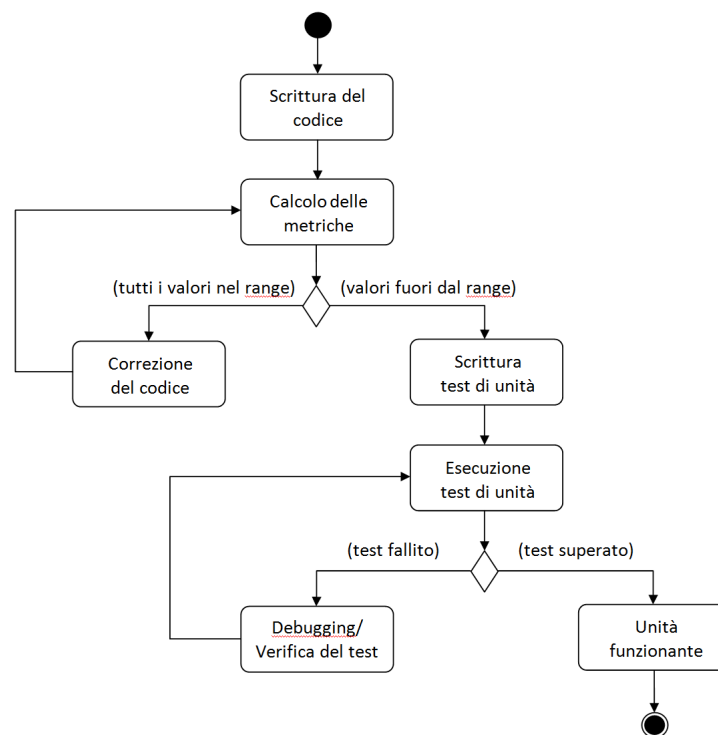 Scrittura del
codice
Calcolo delle
metriche
(tutti i valori nel range)
(valori fuori dal range)
Correzione
del codice
Scrittura
test di unità
Esecuzione
test di unità
(test fallito)
(test superato)
Debugging/
Verifica del test
Unità
funzionante